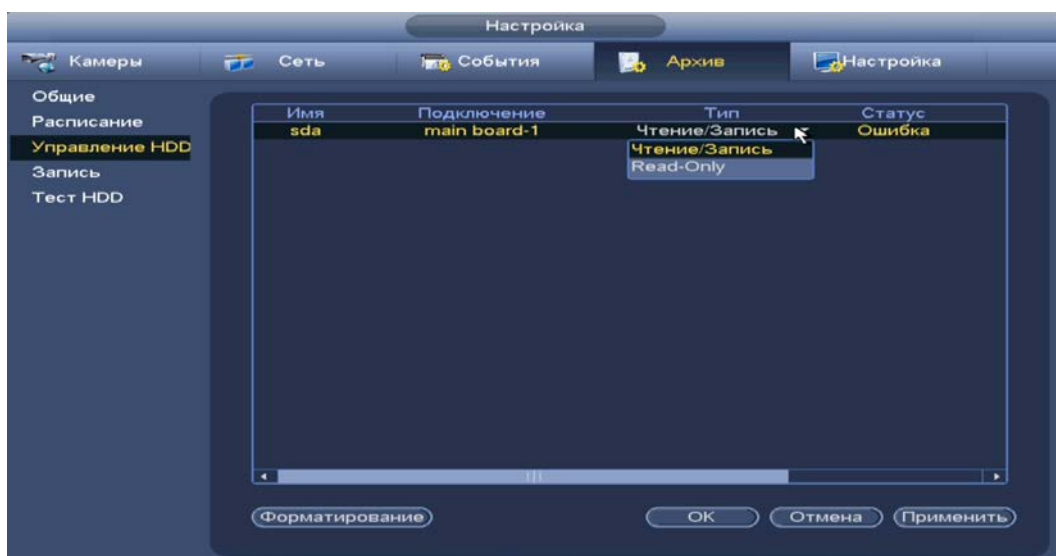 Настройка
Камеры Сеть События Архив Настройка
Общие
Расписание
Управление HDD
Запись
Тест HDD
Имя Подключение Тип Статус
sda main board-1 Чтение/Запись Ошибка
Чтение/Запись
Read-Only
Форматирование OK Отмена Применить